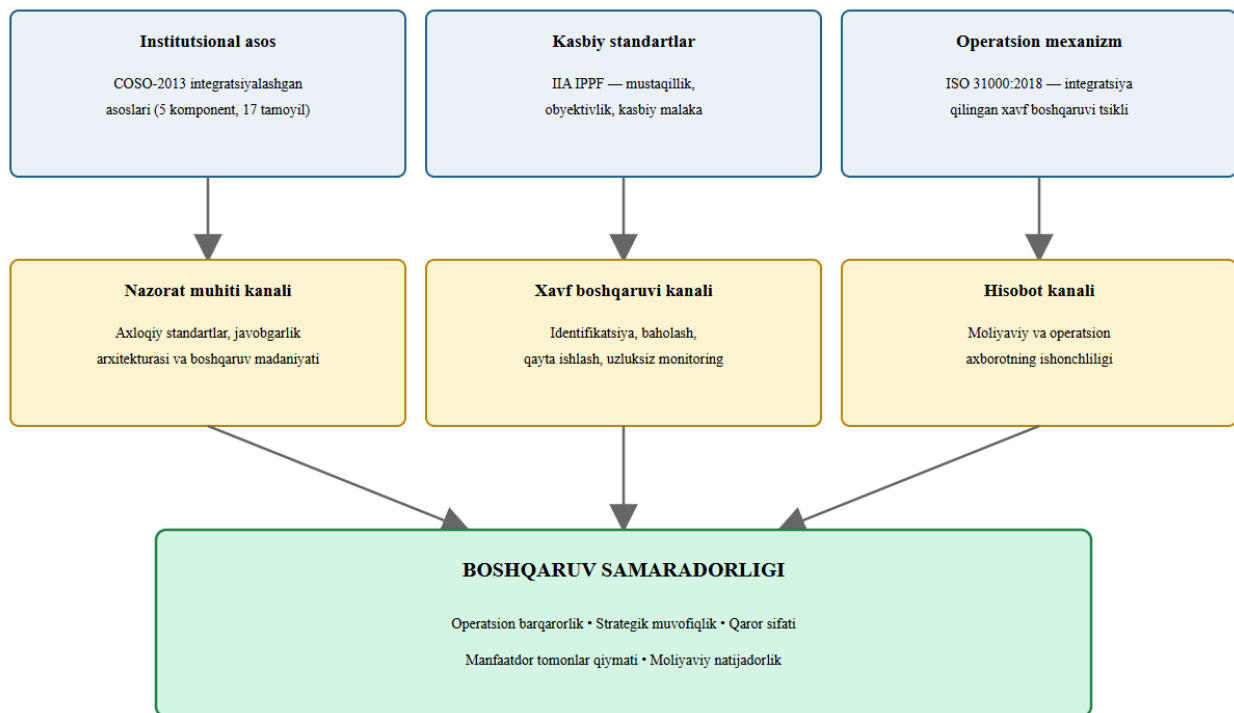 Institutsional asos
COSO-2013 integratsiyalashgan
asoslari (5 komponent, 17 tamoyil)
Kasbiy standartlar
IIA IPPF — mustaqillik,
obyektivlik, kasbiy malaka
Operatsion mexanizm
ISO 31000:2018 — integratsiya
qilingan xavf boshqaruvi tsikli
Nazorat muhiti kanali
Axloqiy standartlar, javobgarlik
arxitekturasi va boshqaruv madaniyati
Xavf boshqaruvi kanali
Identifikatsiya, baholash,
qayta ishlash, uzluksiz monitoring
Hisobot kanali
Moliyaviy va operatsion
axborotning ishonchliligi
BOSHQARUV SAMARADORLIGI
Operatsion barqarorlik • Strategik muvofiqlik • Qaror sifati
Manfaatdor tomonlar qiymati • Moliyaviy natijadorlik